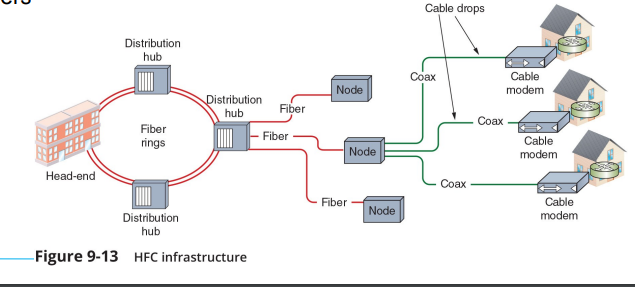 Cable drops
Distribution
hub
Distribution
hub
Fiber
rings
Head-end
Distribution
hub
Fiber
Fiber
Fiber
Node
Node
Node
Coax
Coax
Coax
Cable
modem
Cable
modem
Cable
modem
Figure 9-13 HFC infrastructure